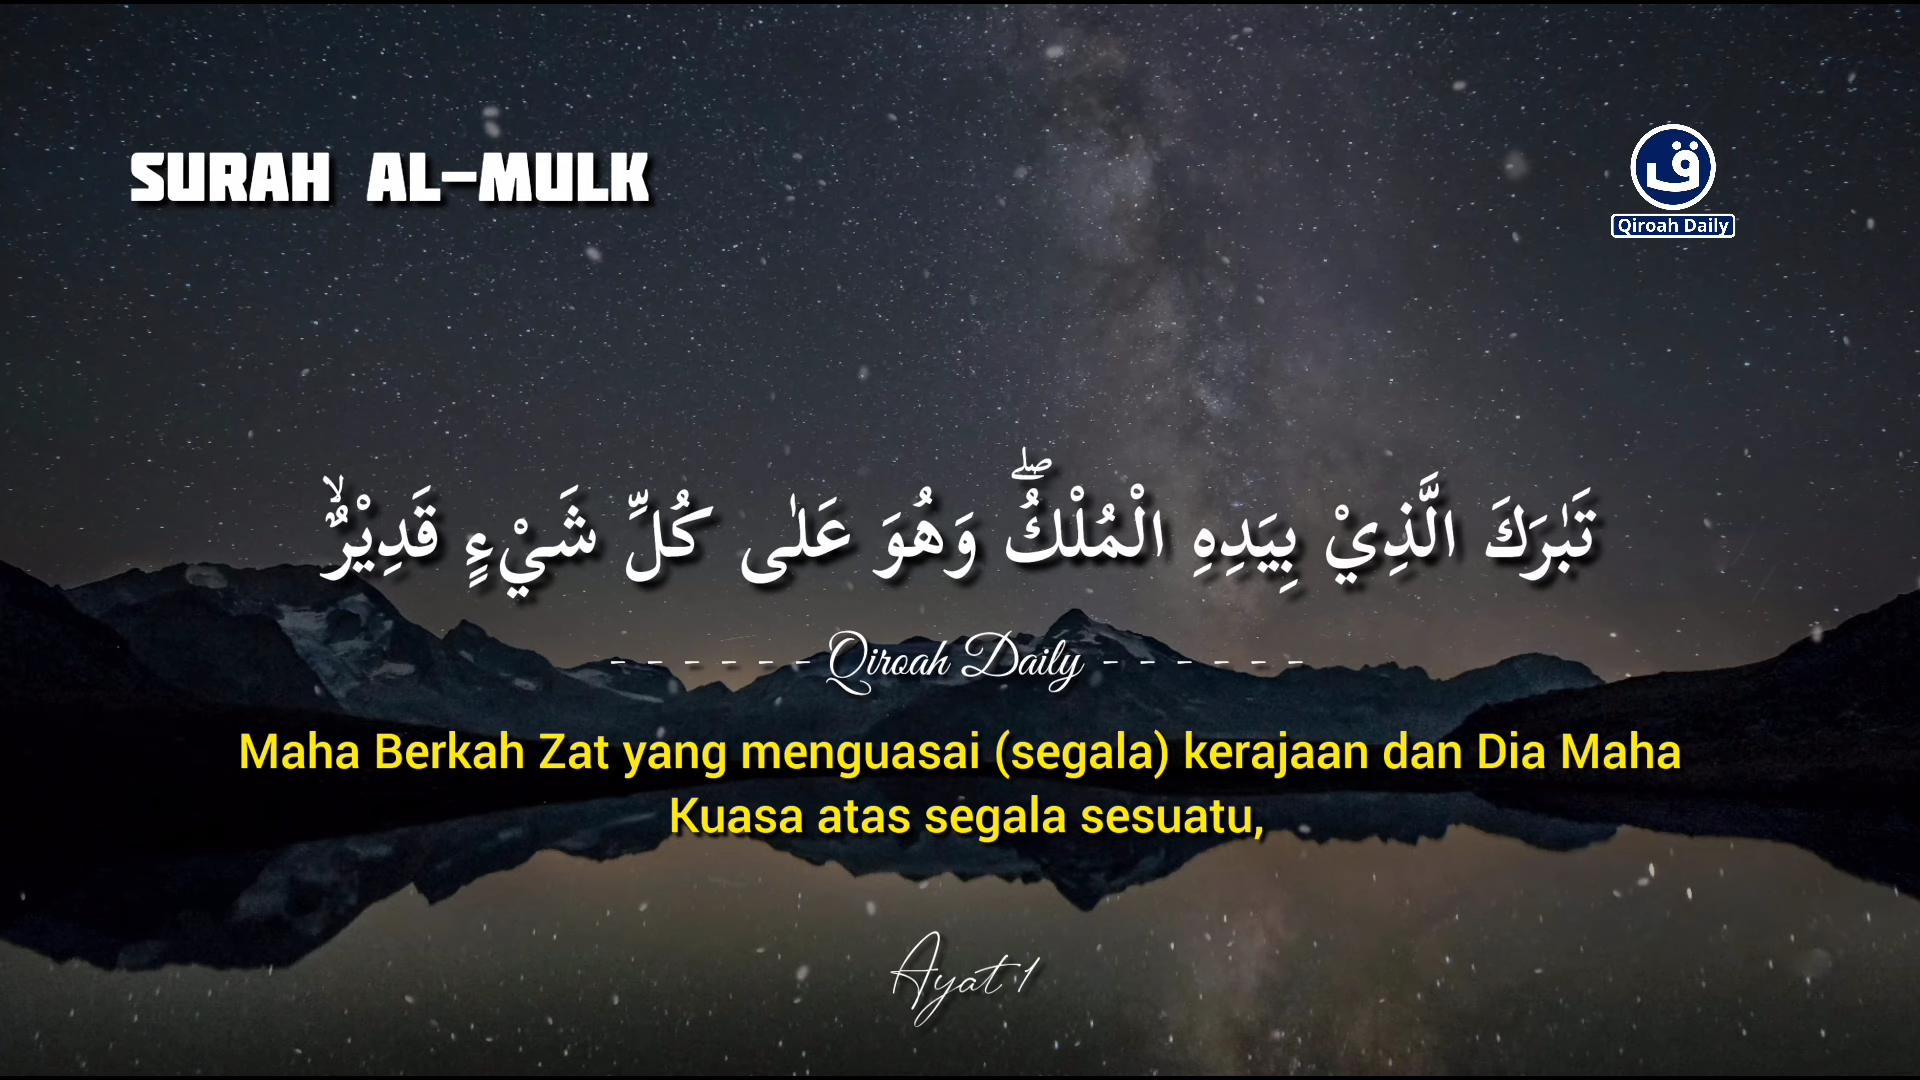 SURAH AL-MULK
ق
Qiroah Daily
تَبٰرَكَ الَّذِيْ بِيَدِهِ الْمُلْكُۖ وَهُوَ عَلٰى كُلِّ شَيْءٍ قَدِيْرٌۙ
- - - - - - Qiroah Daily - - - - - -
Maha Berkah Zat yang menguasai (segala) kerajaan dan Dia Maha
Kuasa atas segala sesuatu,
Ayat 1